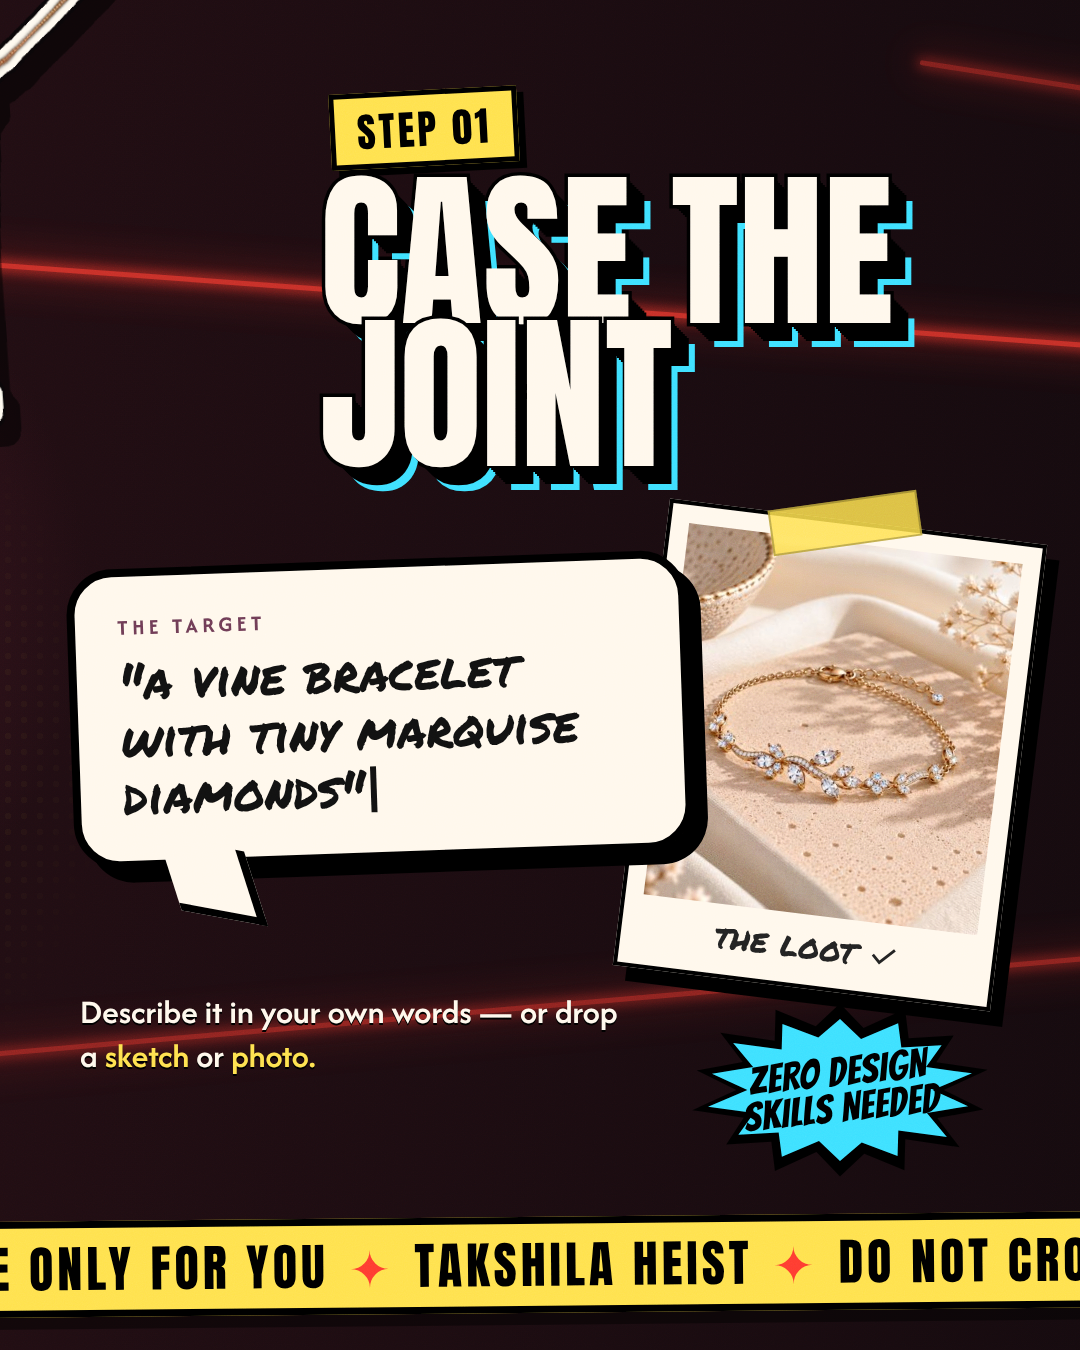 STEP 01
CASE THE
JOINT
THE TARGET
"A VINE BRACELET
WITH TINY MARQUISE
DIAMONDS"|
THE LOOT ✓
Describe it in your own words — or drop
a sketch or photo.
ZERO DESIGN
SKILLS NEEDED
E ONLY FOR YOU ✦ TAKSHILA HEIST ✦ DO NOT CRO